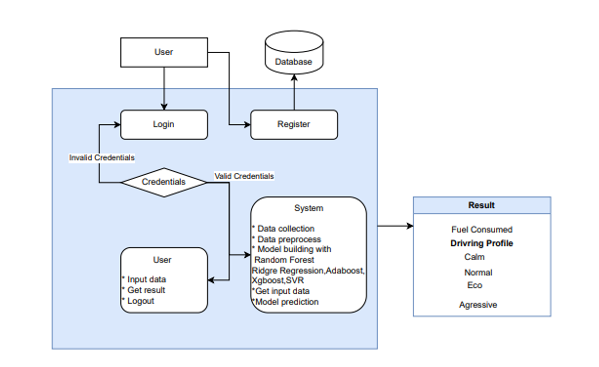 User
Database
Login
Register
Invalid Credentials
Credentials
Valid Credentials
System
* Data collection
* Data preprocess
* Model building with
Random Forest
Ridgre Regression,Adaboost,
Xgboost,SVR
*Get input data
*Model prediction
User
* Input data
* Get result
* Logout
Result
Fuel Consumed
Drivring Profile
Calm
Normal
Eco
Agressive